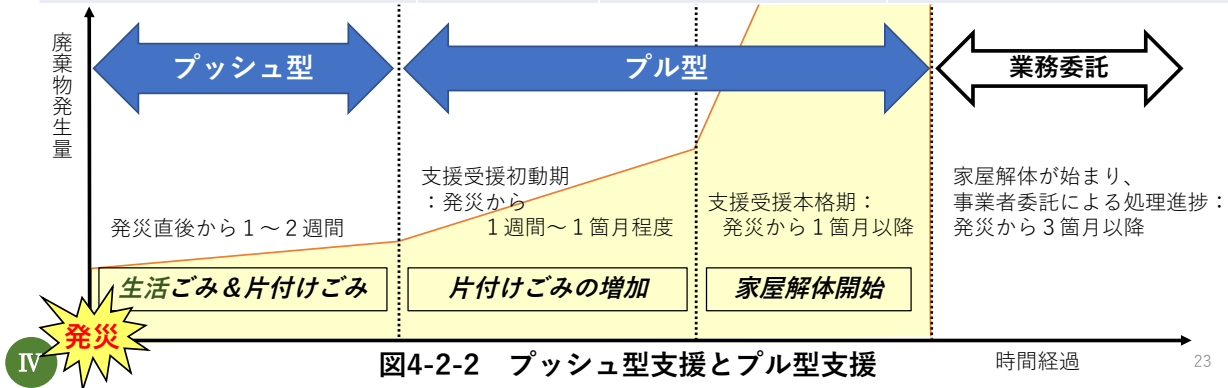 廃棄物発生量
プッシュ型
プル型
業務委託
発災直後から１～２週間
支援受援初動期
：発災から
１週間～１箇月程度
支援受援本格期：
発災から１箇月以降
家屋解体が始まり、
事業者委託による処理進捗：
発災から３箇月以降
生活ごみ＆片付けごみ
片付けごみの増加
家屋解体開始
発災
Ⅳ
図4-2-2　プッシュ型支援とプル型支援
時間経過
23